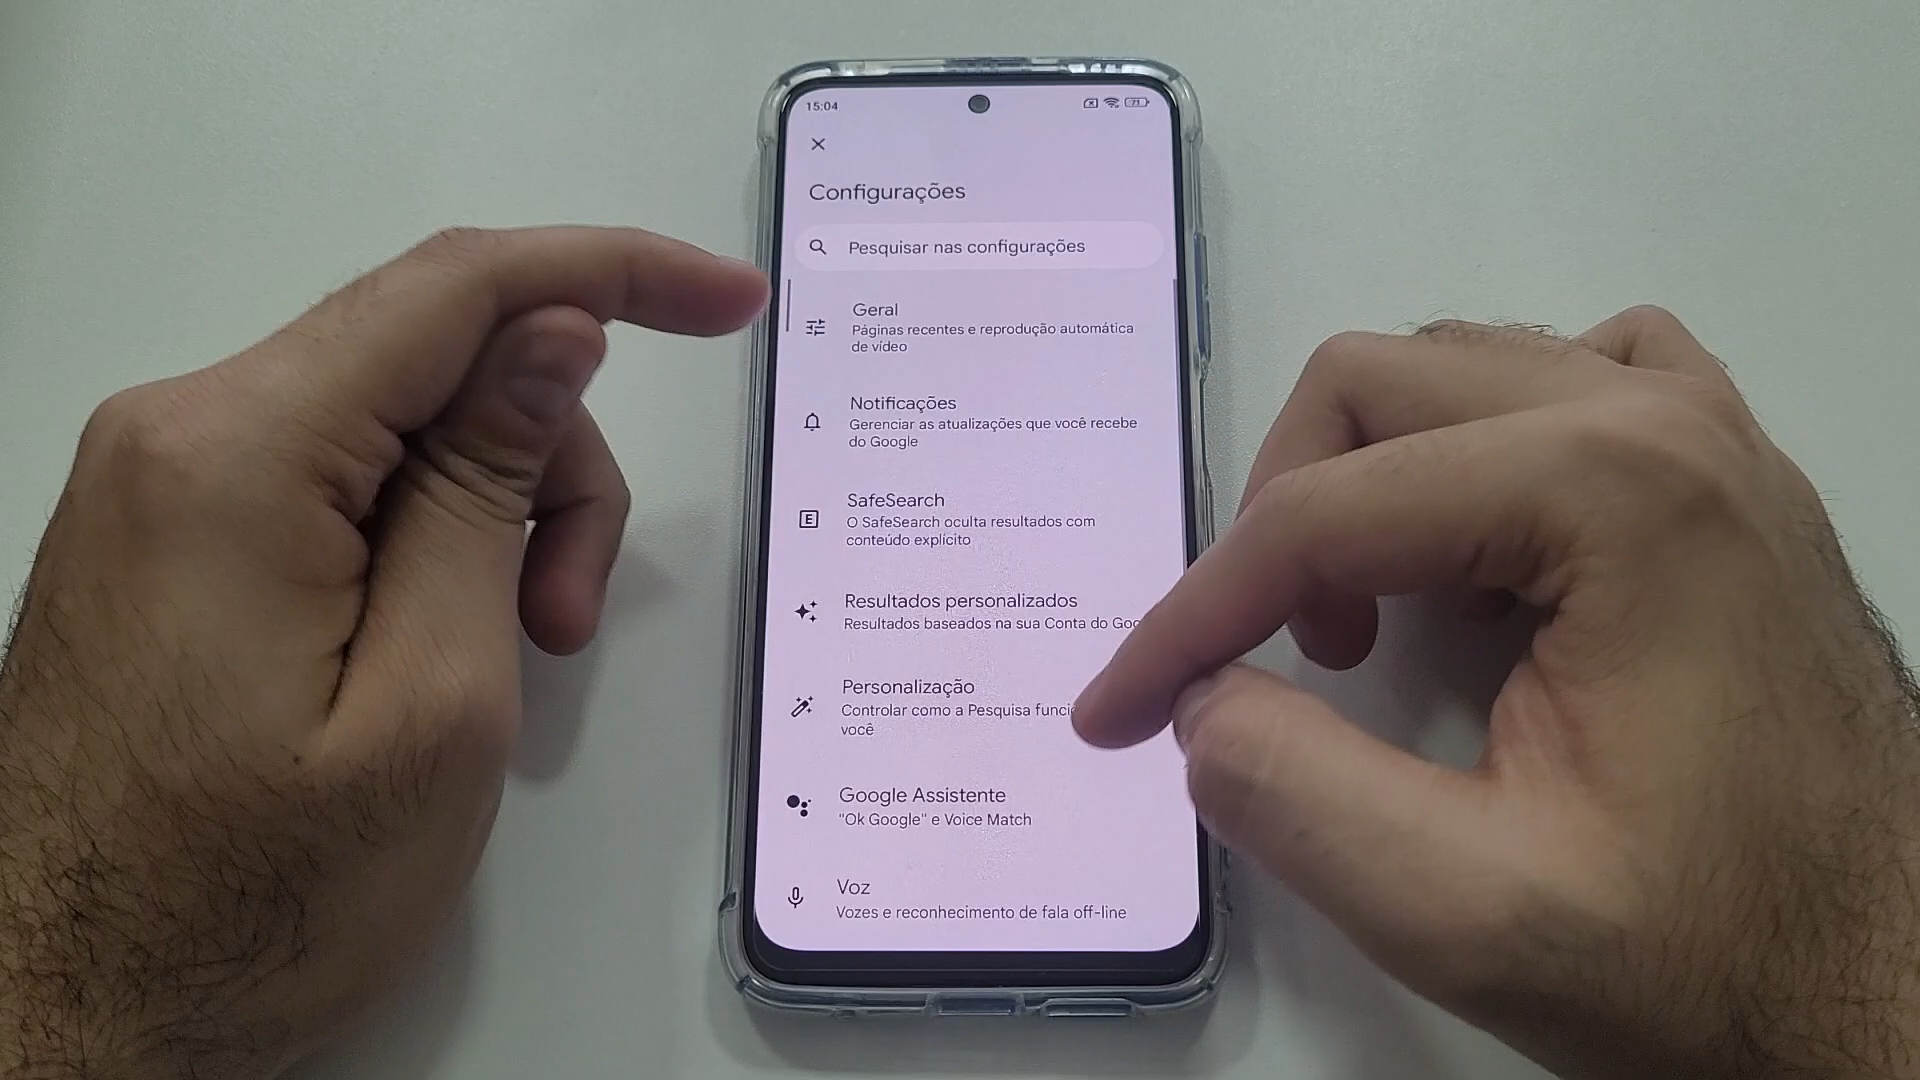 15:04
71
Configurações
Pesquisar nas configurações
Geral
Páginas recentes e reprodução automática
de vídeo
Notificações
Gerenciar as atualizações que você recebe
do Google
SafeSearch
E
O SafeSearch oculta resultados com
conteúdo explícito
Resultados personalizados
Resultados baseados na sua Conta do
Personalização
Controlar como a Pesquisa
você
Google Assistente
"Ok Google" e Voice Match
Voz
Vozes e reconhecimento de fala off-line